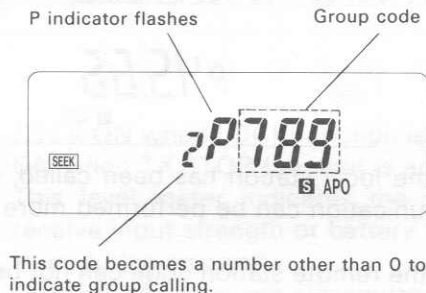 P indicator flashes
Group code
2P789
SEEK
S APO
This code becomes a number other than 0 to
indicate group calling.